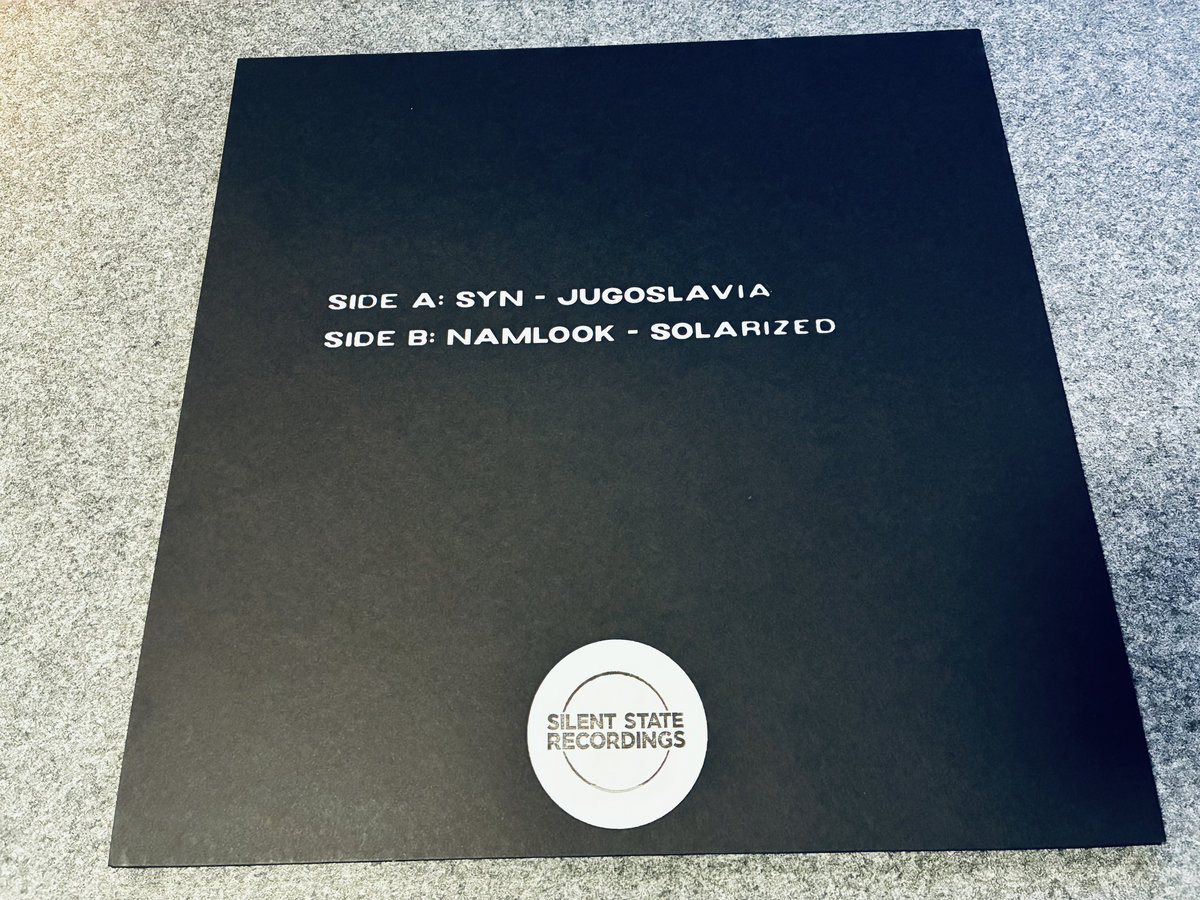 SIDE A: SYN - JUGOSLAVIA
SIDE B: NAMLOOK - SOLARIZED
SILENT STATE
RECORDINGS